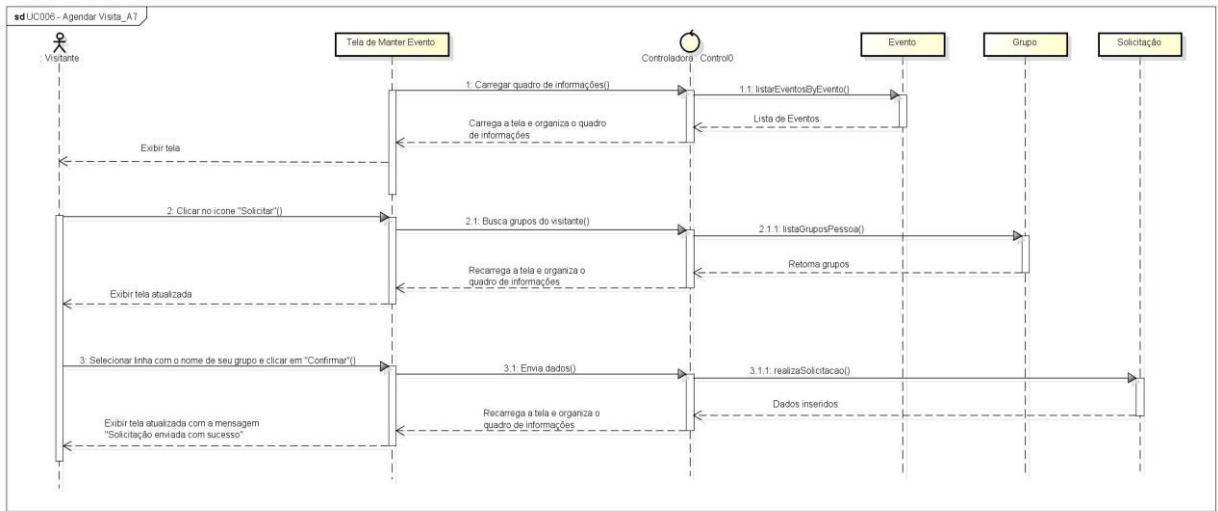 sd UC006 - Agendar Visita_A7
: Visitante
Tela de Manter Evento
Controladora : Control0
Evento
Grupo
Solicitação
1: Carregar quadro de informações()
1.1: listarEventosByEvento()
Lista de Eventos
Carrega a tela e organiza o quadro
de informações
Exibir tela
2: Clicar no icone "Solicitar"()
2.1: Busca grupos do visitante()
2.1.1: listaGruposPessoa()
Retorna grupos
Recarrega a tela e organiza o
quadro de informações
Exibir tela atualizada
3: Selecionar linha com o nome de seu grupo e clicar em "Confirmar"()
3.1: Envia dados()
3.1.1: realizaSolicitacao()
Dados inseridos
Recarrega a tela e organiza o
quadro de informações
Exibir tela atualizada com a mensagem
"Solicitação enviada com sucesso"